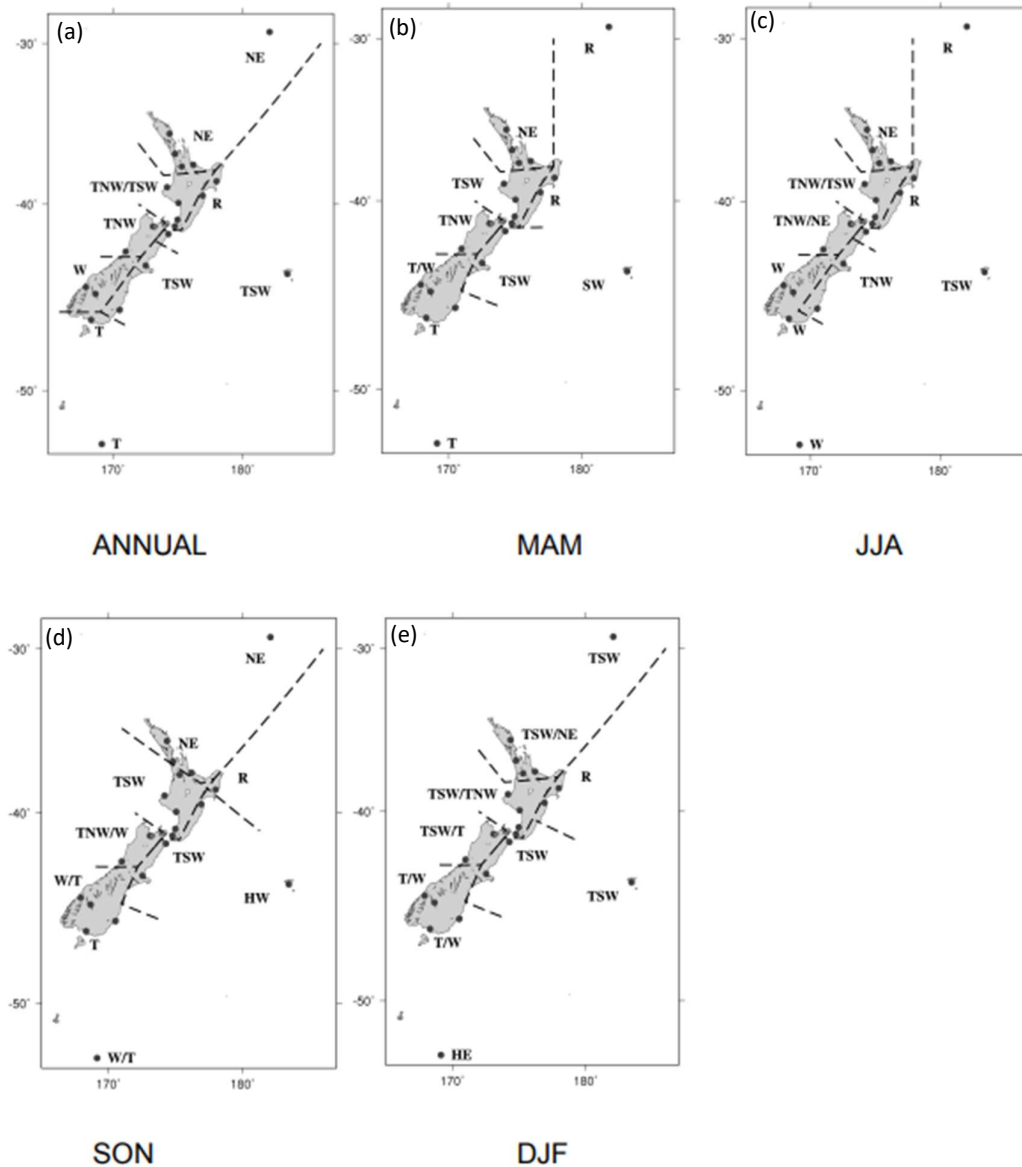 (a)
-30°
NE
NE
TNW/TSW
-40°
R
TNW
W
TSW
TSW
T
-50°
T
170°
180°
ANNUAL
(b)
-30°
R
NE
TSW
-40°
R
TNW
T/W
TSW
SW
T
-50°
T
170°
180°
MAM
(c)
-30°
R
NE
TNW/TSW
-40°
R
TNW/NE
W
TNW
TSW
W
-50°
W
170°
180°
JJA
(d)
-30°
NE
NE
TSW
R
-40°
TNW/W
TSW
W/T
HW
T
-50°
W/T
170°
180°
SON
(e)
-30°
TSW
TSW/NE
R
TSW/TNW
-40°
TSW/T
TSW
T/W
TSW
T/W
-50°
HE
170°
180°
DJF